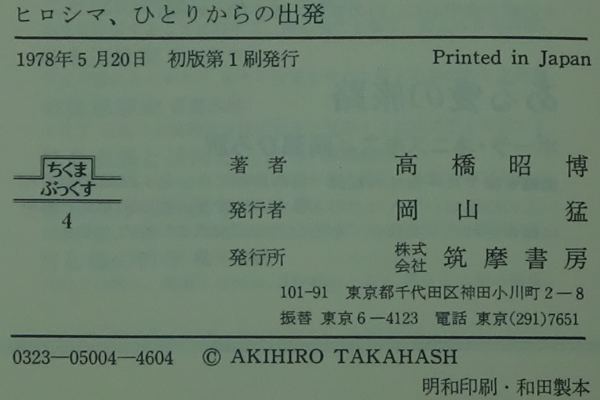 ヒロシマ、ひとりからの出発
1978年5月20日　初版第1刷発行
Printed in Japan
ちくま
ぶっくす
4
著者　高橋昭博
発行者　岡山猛
発行所　株式会社　筑摩書房
101-91　東京都千代田区神田小川町2―8
振替 東京6―4123　電話 東京(291)7651
0323―05004―4604　© AKIHIRO TAKAHASH
明和印刷・和田製本